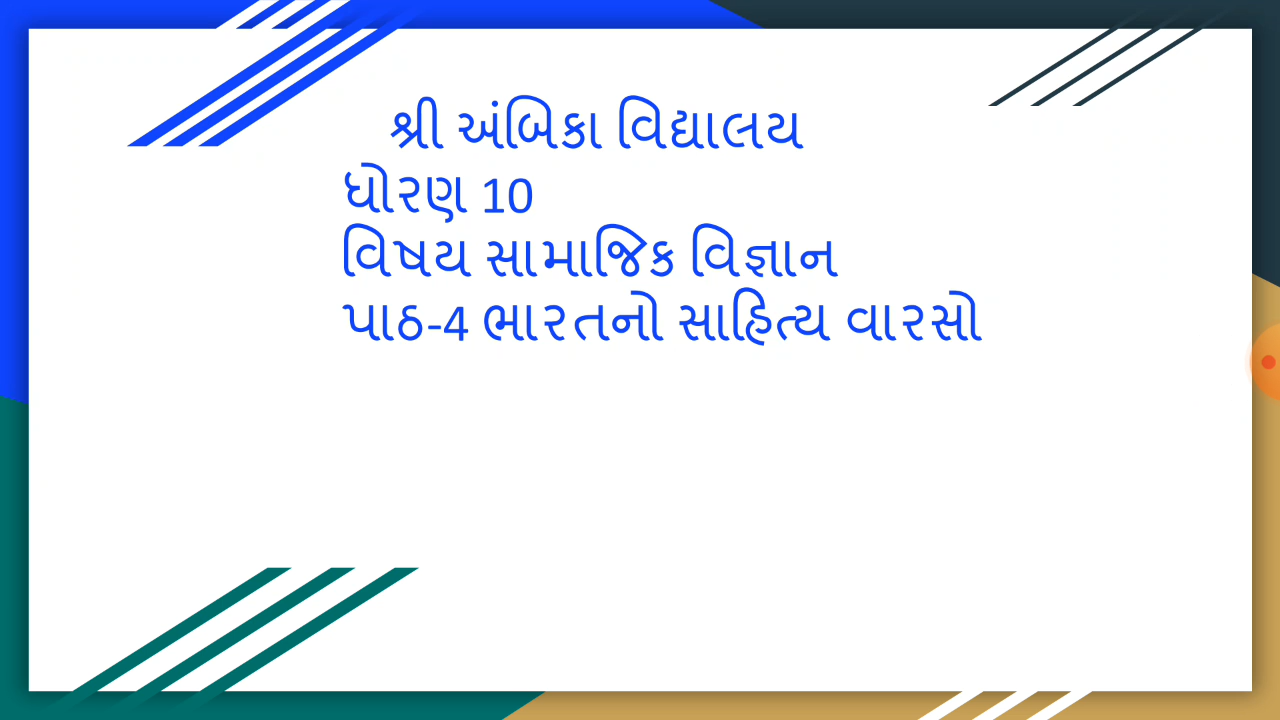 શ્રી અંબિકા વિદ્યાલય
ધોરણ 10
વિષય સામાજિક વિજ્ઞાન
પાઠ-4 ભારતનો સાહિત્ય વારસો